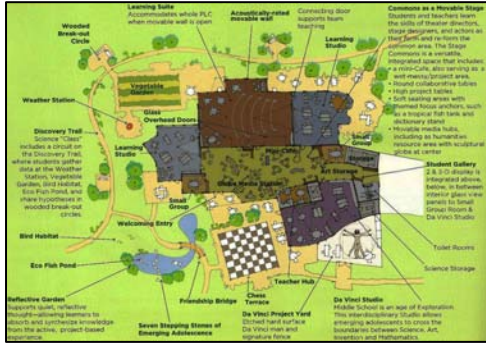 Learning Suite
Accommodates whole PLC
when movable wall is open
Acoustically-rated
movable wall
Connecting door
supports team
teaching
Commons as a Movable Stage
Students and teachers learn
the skills of theater directors,
stage designers, and actors as
they form and re-form the
common area. The Stage
Commons is a versatile,
integrated space that includes:
• a mini-Cafe, also serving as a
wet-messy/project area.
• Round collaborative tables
• High project tables
• Soft seating areas with
themed focus anchors, such
as a tropical fish tank and
dictionary stand
• Movable media hubs,
including as humanities
resource area with sculptural
globe at center
Wooded
Break-out
Circle
Learning
Studio
Vegetable
Garden
Weather Station
Glass
Overhead Doors
Discovery Trail
Science "Class"
includes a circuit on
the Discovery Trail,
where students gather
data at the Weather
Station, Vegetable
Garden, Bird Habitat,
Eco Fish Pond, and
share hypotheses in
wooded break-out
circles.
Learning
Studio
Small
Group
Mini-Cafe
Storage
Art Storage
Globe Media Station
Student Gallery
2 & 3-D display is
integrated above,
below, in between
interior glass view
panels to Small
Group Room &
Da Vinci Studio
Small
Group
Welcoming Entry
Bird Habitat
Toilet Rooms
Science Storage
Eco Fish Pond
Reflective Garden
Supports quiet, reflective
thought—allowing learners to
absorb and synthesize knowledge
from the active, project-based
experience.
Friendship Bridge
Seven Stepping Stones of
Emerging Adolescence
Chess
Terrace
Teacher Hub
Da Vinci Project Yard
Etched hard surface
Da Vinci man and
signature fence
Da Vinci Studio
Middle School is an age of Exploration.
This interdisciplinary Studio allows
emerging adolescents to cross the
boundaries between Science, Art,
Invention and Mathematics.